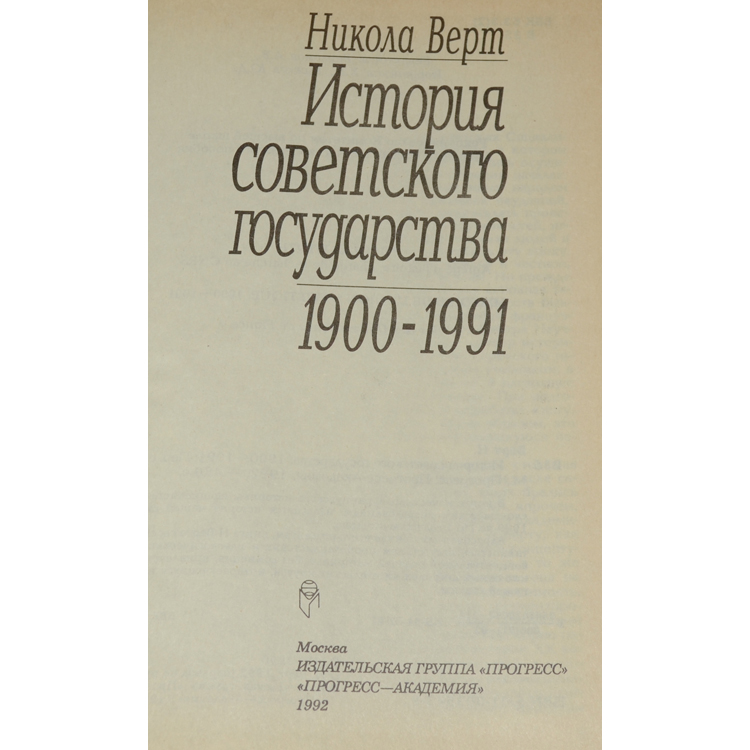 Никола Верт
История
советского
государства
1900-1991
Москва
ИЗДАТЕЛЬСКАЯ ГРУППА «ПРОГРЕСС»
«ПРОГРЕСС—АКАДЕМИЯ»
1992